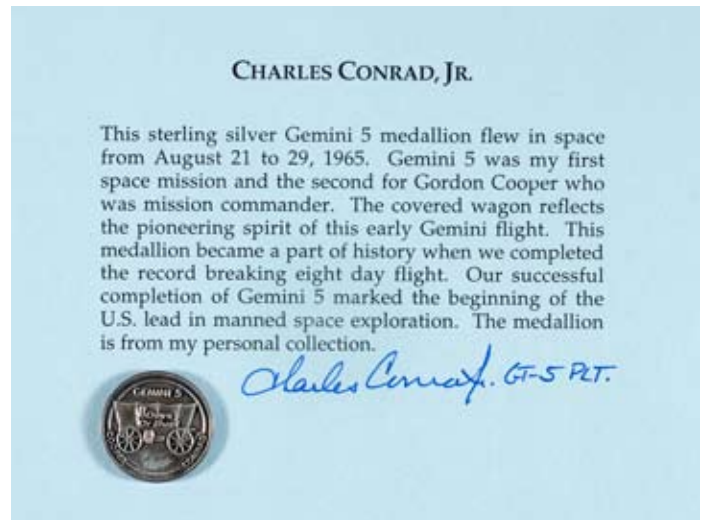 CHARLES CONRAD, JR.
This sterling silver Gemini 5 medallion flew in space
from August 21 to 29, 1965. Gemini 5 was my first
space mission and the second for Gordon Cooper who
was mission commander. The covered wagon reflects
the pioneering spirit of this early Gemini flight. This
medallion became a part of history when we completed
the record breaking eight day flight. Our successful
completion of Gemini 5 marked the beginning of the
U.S. lead in manned space exploration. The medallion
is from my personal collection.
Charles Conrad Jr. GT-5 PLT.
GEMINI 5
COOPER CONRAD